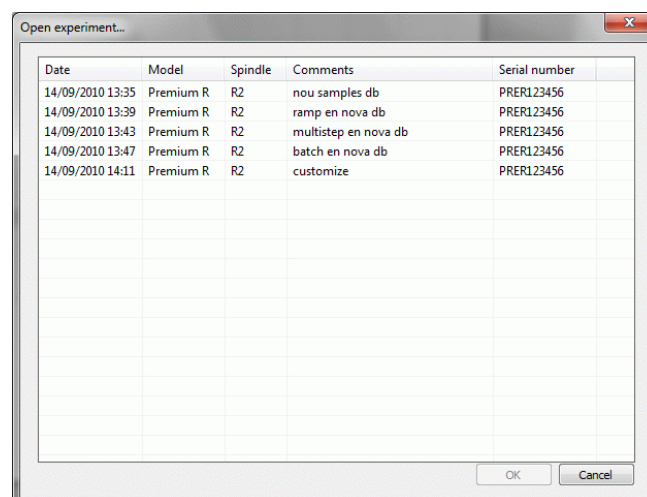 Open experiment...
Date Model Spindle Comments Serial number
14/09/2010 13:35 Premium R R2 nou samples db PRER123456
14/09/2010 13:39 Premium R R2 ramp en nova db PRER123456
14/09/2010 13:43 Premium R R2 multistep en nova db PRER123456
14/09/2010 13:47 Premium R R2 batch en nova db PRER123456
14/09/2010 14:11 Premium R R2 customize PRER123456
OK Cancel